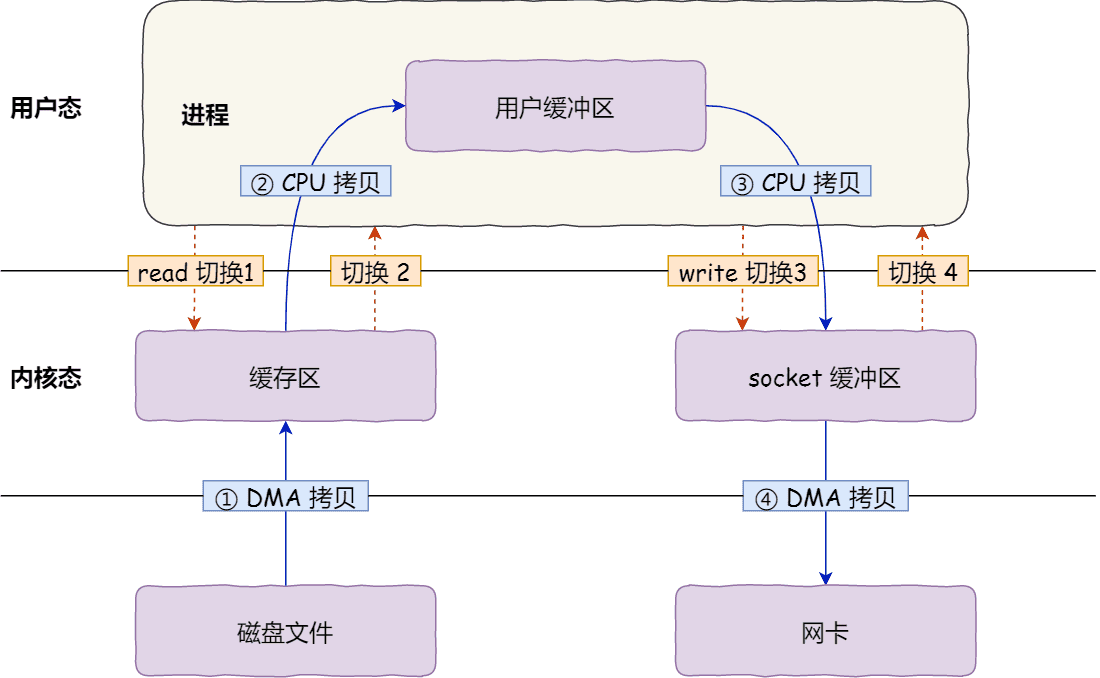 用户态
进程
用户缓冲区
② CPU 拷贝
③ CPU 拷贝
read 切换1
切换 2
write 切换3
切换 4
内核态
缓存区
socket 缓冲区
① DMA 拷贝
④ DMA 拷贝
磁盘文件
网卡